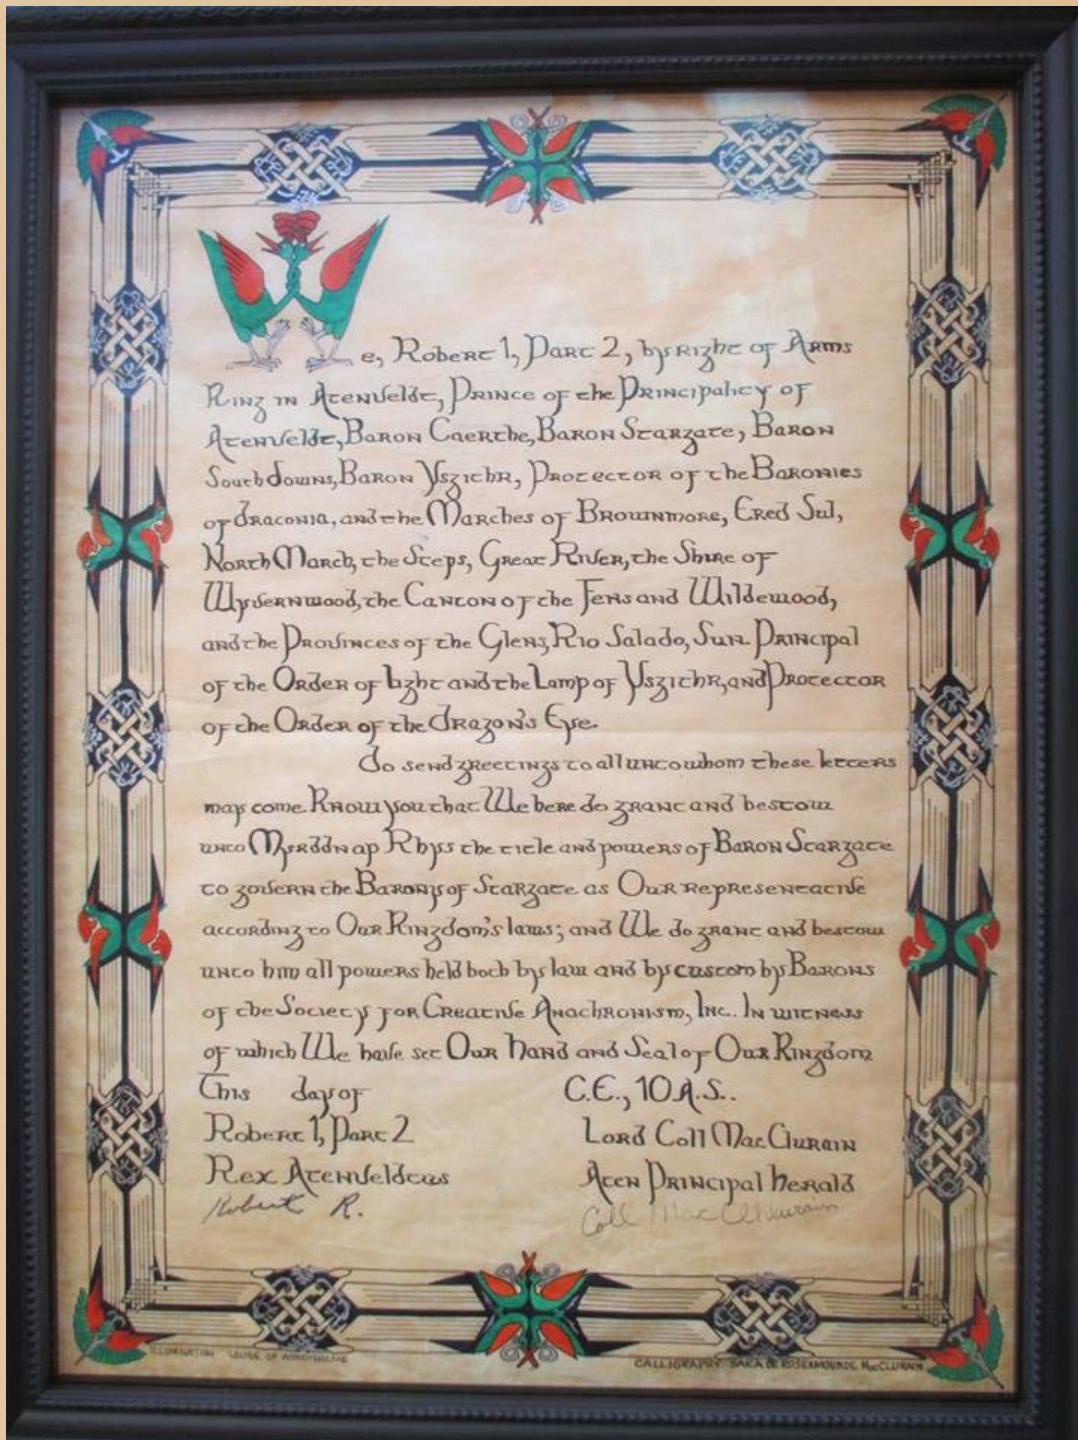 We, Robert 1, Part 2, by Right of Arms
King in Atenveldt, Prince of the Principality of
Atenveldt, Baron Caerthe, Baron Stargate, Baron
Southdowns, Baron Ysgithr, Protector of the Baronies
of draconia, and the Marches of Brownmore, Ered Sul,
North March, the Steps, Great River, the Shire of
Wyvernwood, the Canton of the Fens and Wildewood,
and the Provinces of the Glens, Rio Salado, Sun. Principal
of the Order of Light and the Lamp of Ysgithr, and Protector
of the Order of the dragon's Eye.
do send greetings to all unto whom these letters
may come. Know you that We here do grant and bestow
unto Myrddn ap Rhys the title and powers of Baron Stargate
to govern the Barony of Stargate as Our representative
according to Our Kingdom's laws; and We do grant and bestow
unto him all powers held both by law and by custom by Barons
of the Society for Creative Anachronism, Inc. In witness
of which We have set Our hand and Seal of Our Kingdom
This day of C.E., 10 A.S..
Robert 1, Part 2 Lord Coll MacClurain
Rex Atenveldtus Aten Principal herald
Robert R. Coll MacClurain
ILLUMINATION LOUISE OF
CALLIGRAPHY SARA DE ROSEAMOUNDE MacCLURAIN